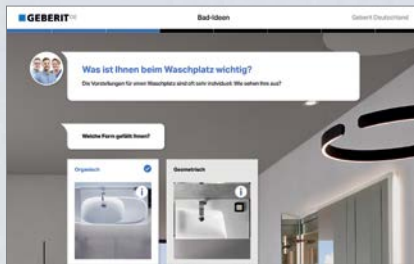 GEBERIT
Bad-Ideen
Geberit Deutschland
Was ist Ihnen beim Waschplatz wichtig?
Die Vorstellungen für einen Waschplatz sind oft sehr individuell: Wie sehen Ihre aus?
Welche Form gefällt Ihnen?
Organisch
Geometrisch